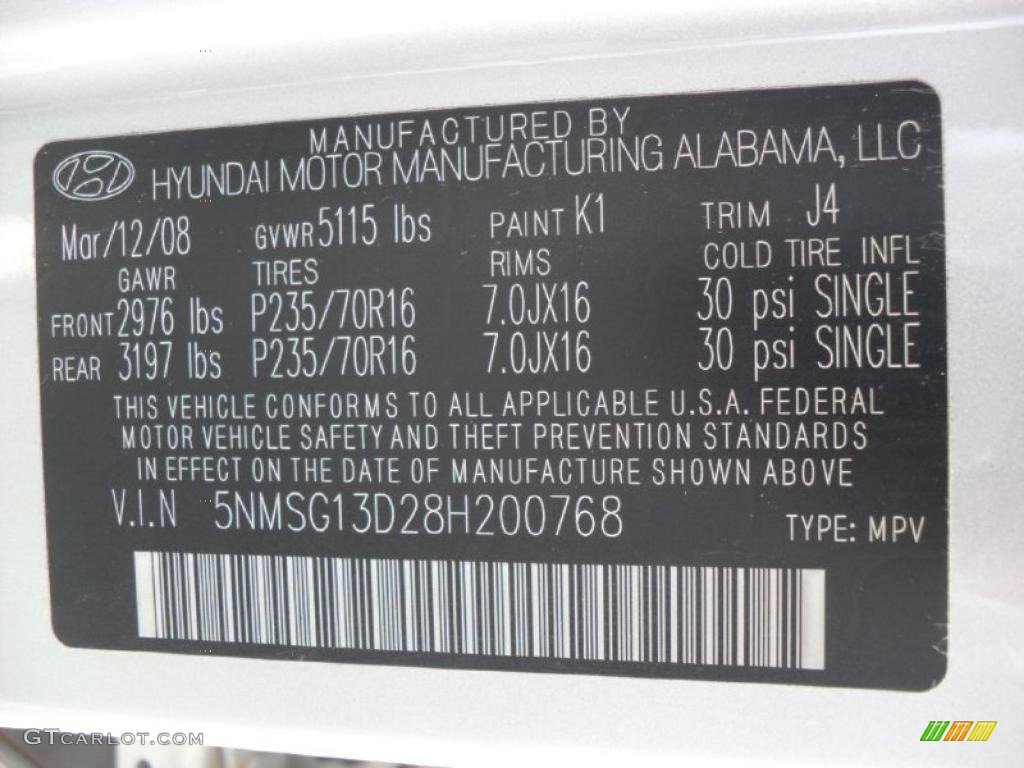 MANUFACTURED BY
HYUNDAI MOTOR MANUFACTURING ALABAMA, LLC
Mar/12/08 GVWR 5115 lbs PAINT K1 TRIM J4
GAWR TIRES RIMS COLD TIRE INFL
FRONT 2976 lbs P235/70R16 7.0JX16 30 psi SINGLE
REAR 3197 lbs P235/70R16 7.0JX16 30 psi SINGLE
THIS VEHICLE CONFORMS TO ALL APPLICABLE U.S.A. FEDERAL
MOTOR VEHICLE SAFETY AND THEFT PREVENTION STANDARDS
IN EFFECT ON THE DATE OF MANUFACTURE SHOWN ABOVE
V.I.N 5NMSG13D28H200768
TYPE: MPV
GTCARLOT.COM